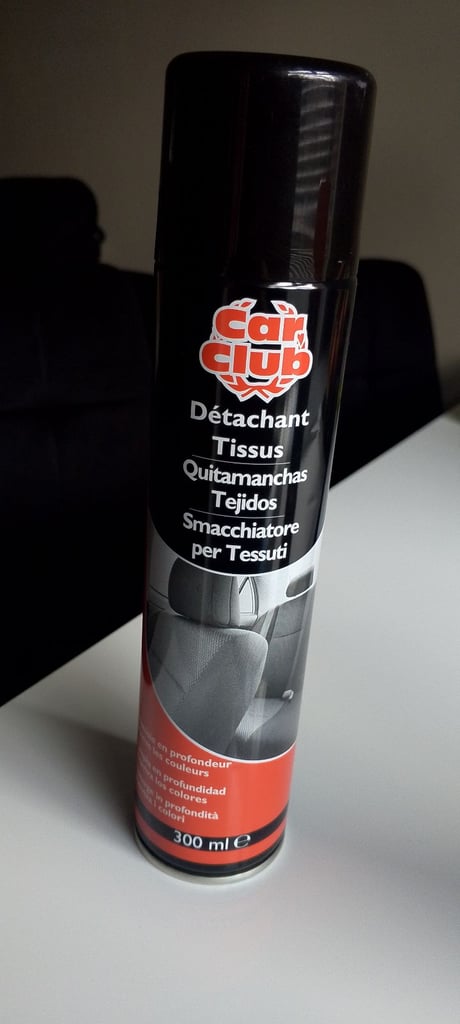 Car
Club
Détachant
Tissus
Quitamanchas
Tejidos
Smacchiatore
per Tessuti
en profondeur
les couleurs
en profundidad
los colores
in profondità
i colori
300 ml e